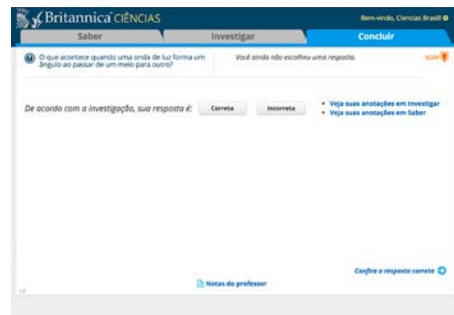 Britannica CIÊNCIAS
Bem-vindo, Ciencias Brasil!
Saber
Investigar
Concluir
O que acontece quando uma onda de luz forma um
ângulo ao passar de um meio para outro?
Você ainda não escolheu uma resposta.
De acordo com a investigação, sua resposta é:
Correta
Incorreta
• Veja suas anotações em Investigar
• Veja suas anotações em Saber
Confira a resposta correta
Notas do professor